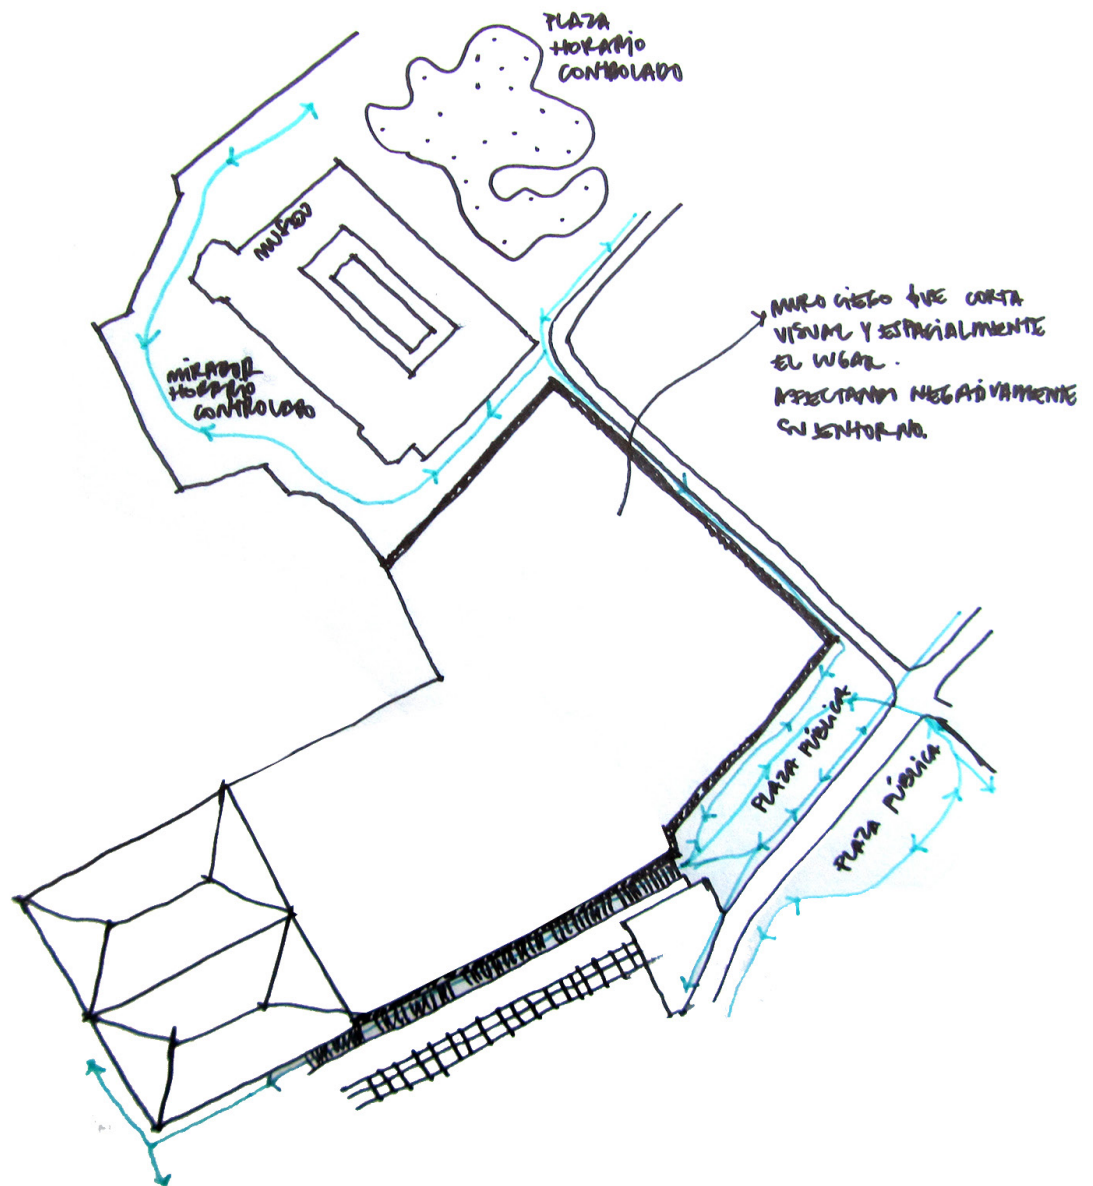 PLAZA
HORARIO
CONTROLADO
MUSEO
MURO CIEGO QUE CORTA
VISUAL Y ESPACIALMENTE
EL LUGAR.
AFECTANDO NEGATIVAMENTE
SU ENTORNO.
MIRADOR
HORARIO
CONTROLADO
PLAZA PÚBLICA
PLAZA PÚBLICA